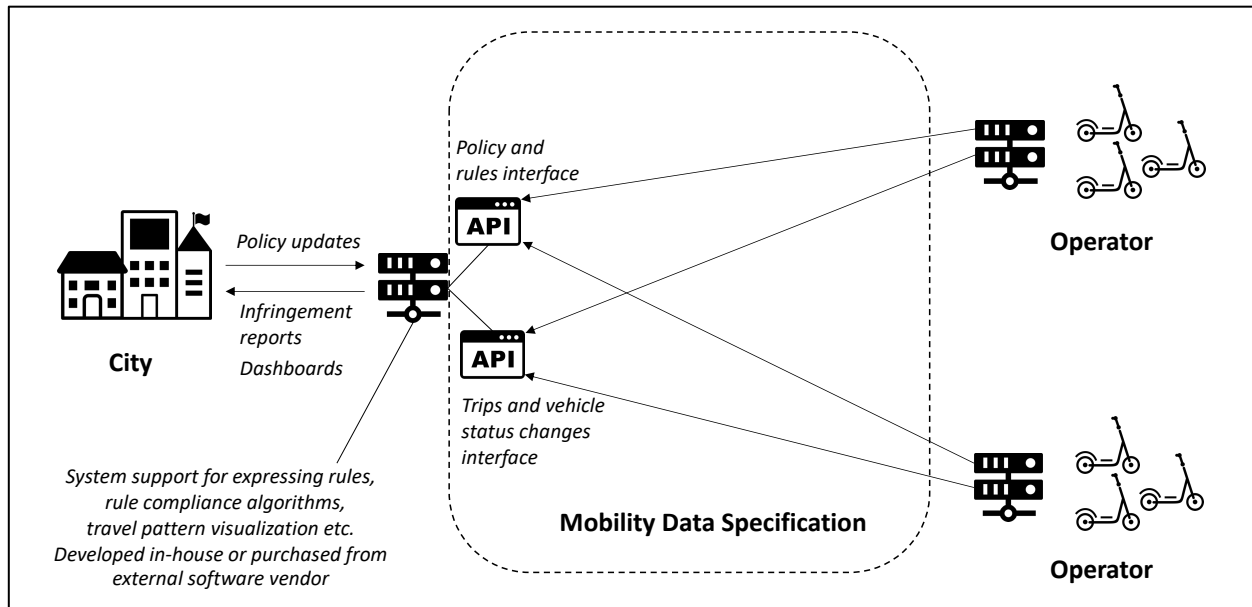 Policy and
rules interface
API
Policy updates
Infringement
reports
Dashboards
City
API
Trips and vehicle
status changes
interface
System support for expressing rules,
rule compliance algorithms,
travel pattern visualization etc.
Developed in-house or purchased from
external software vendor
Mobility Data Specification
Operator
Operator